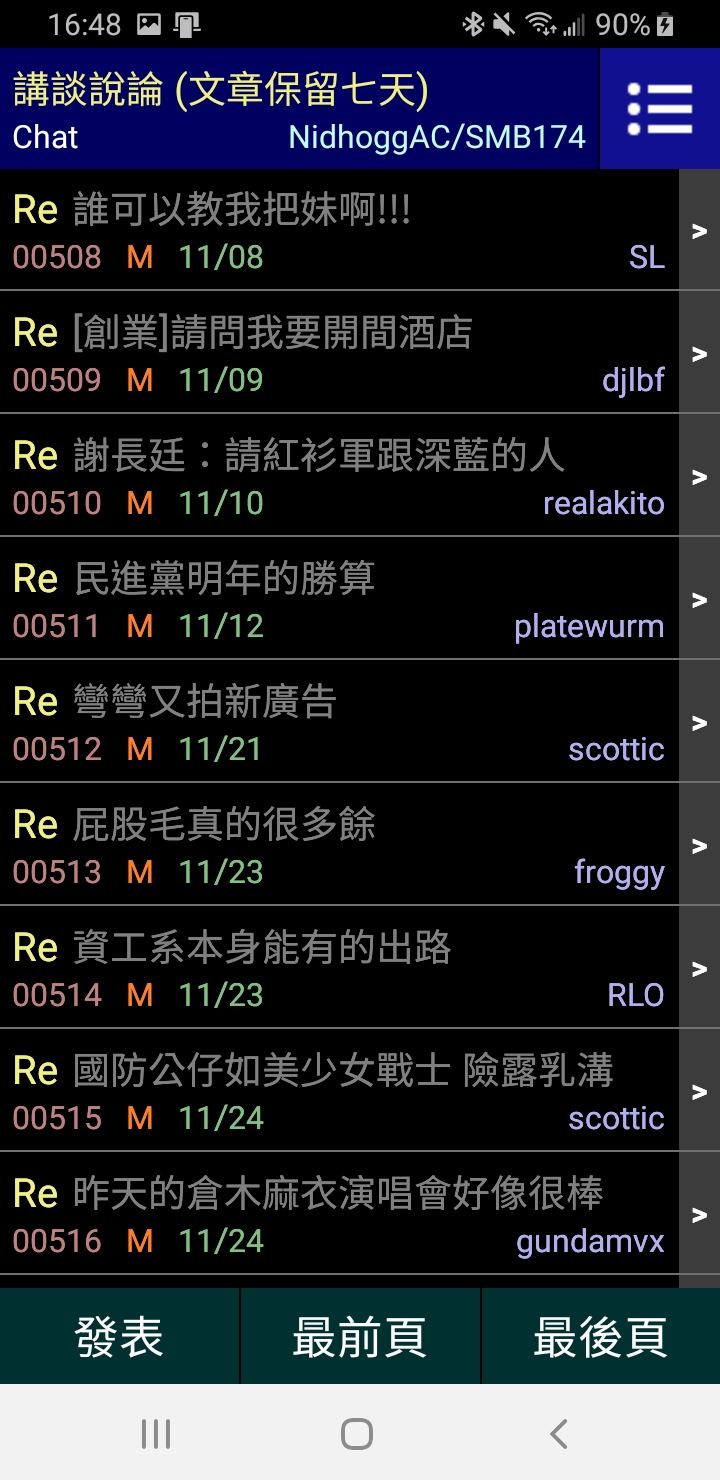 16:48 90%
講談說論 (文章保留七天)
Chat NidhoggAC/SMB174
Re 誰可以教我把妹啊!!!
00508 M 11/08 SL
>
Re [創業]請問我要開間酒店
00509 M 11/09 djlbf
>
Re 謝長廷：請紅衫軍跟深藍的人
00510 M 11/10 realakito
>
Re 民進黨明年的勝算
00511 M 11/12 platewurm
>
Re 彎彎又拍新廣告
00512 M 11/21 scottic
>
Re 屁股毛真的很多餘
00513 M 11/23 froggy
>
Re 資工系本身能有的出路
00514 M 11/23 RLO
>
Re 國防公仔如美少女戰士 險露乳溝
00515 M 11/24 scottic
>
Re 昨天的倉木麻衣演唱會好像很棒
00516 M 11/24 gundamvx
>
發表 最前頁 最後頁